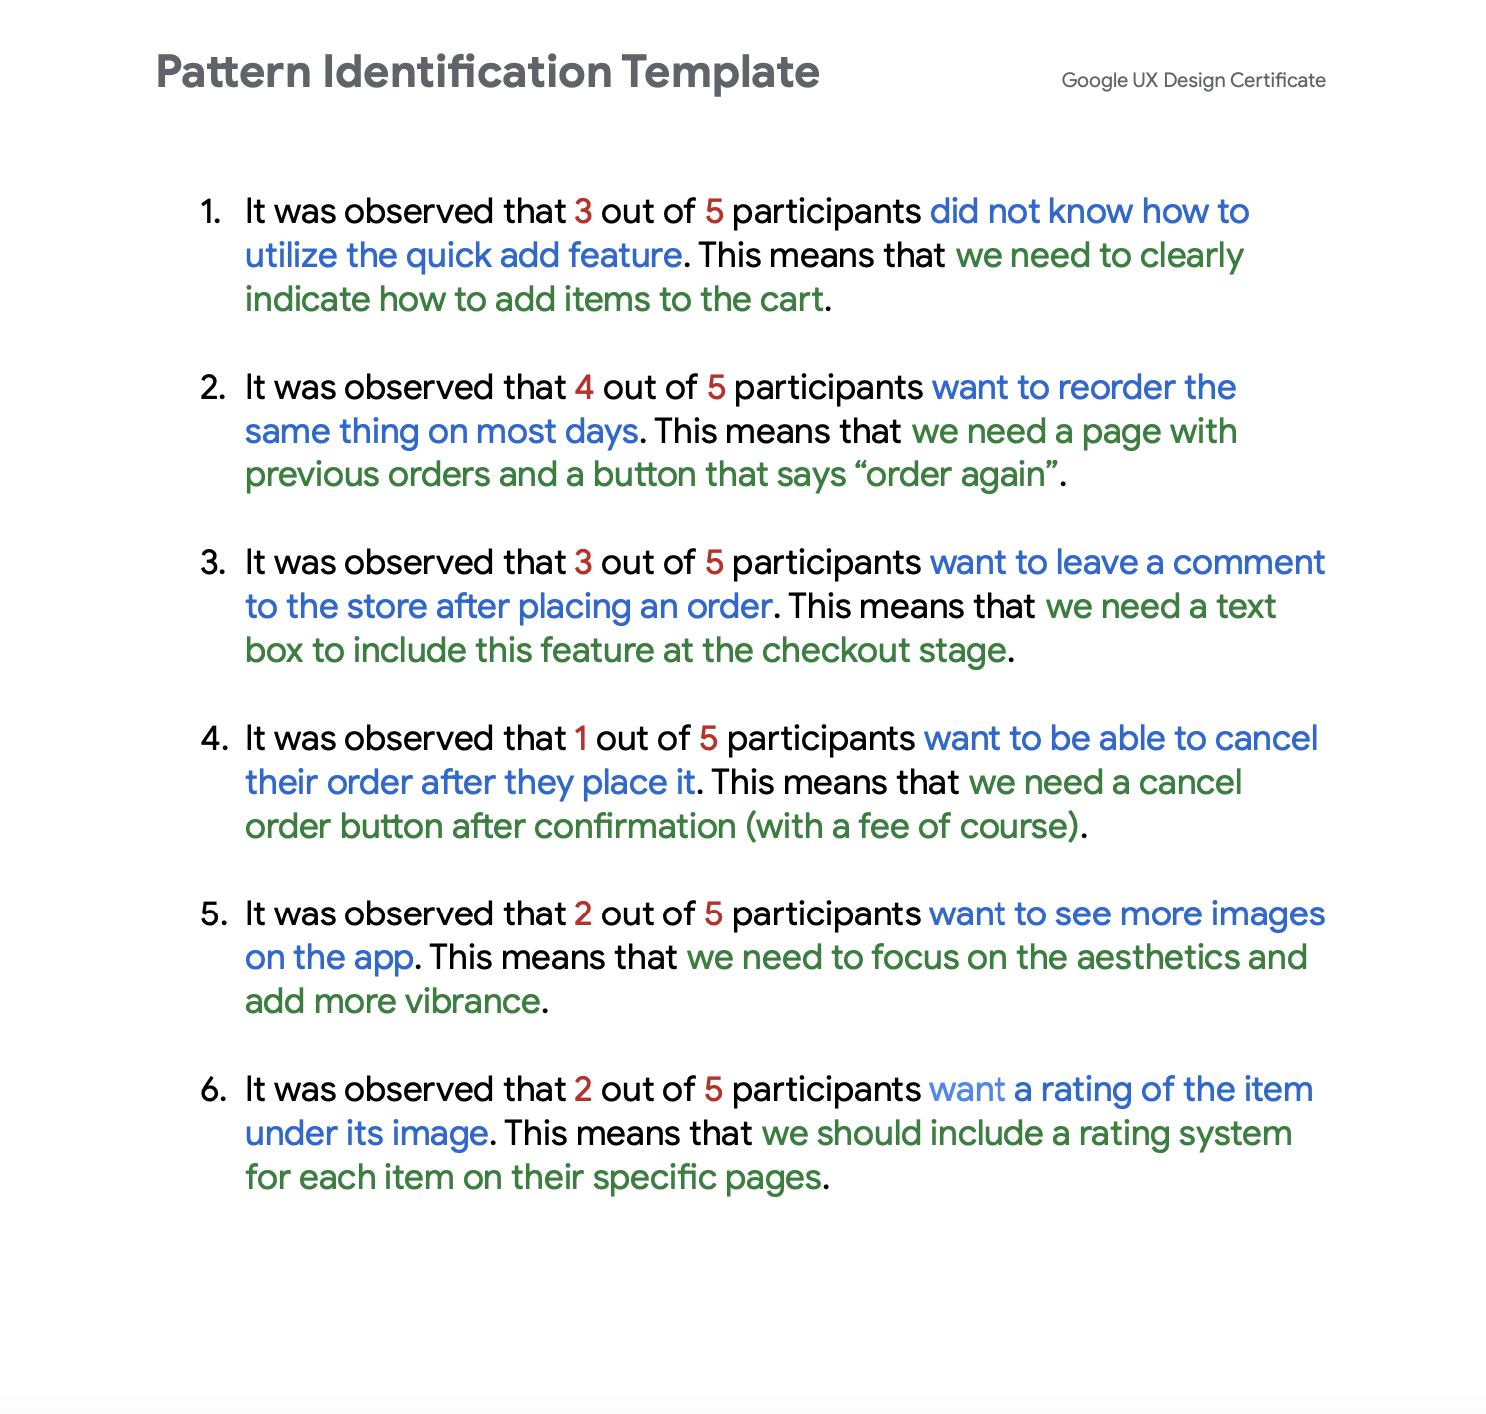 Pattern Identification Template
Google UX Design Certificate
1. It was observed that 3 out of 5 participants did not know how to
utilize the quick add feature. This means that we need to clearly
indicate how to add items to the cart.
2. It was observed that 4 out of 5 participants want to reorder the
same thing on most days. This means that we need a page with
previous orders and a button that says “order again”.
3. It was observed that 3 out of 5 participants want to leave a comment
to the store after placing an order. This means that we need a text
box to include this feature at the checkout stage.
4. It was observed that 1 out of 5 participants want to be able to cancel
their order after they place it. This means that we need a cancel
order button after confirmation (with a fee of course).
5. It was observed that 2 out of 5 participants want to see more images
on the app. This means that we need to focus on the aesthetics and
add more vibrance.
6. It was observed that 2 out of 5 participants want a rating of the item
under its image. This means that we should include a rating system
for each item on their specific pages.